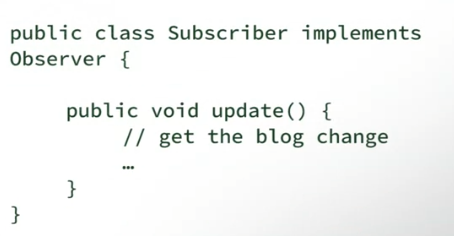 public class Subscriber implements
Observer {
public void update() {
// get the blog change
…
}
}